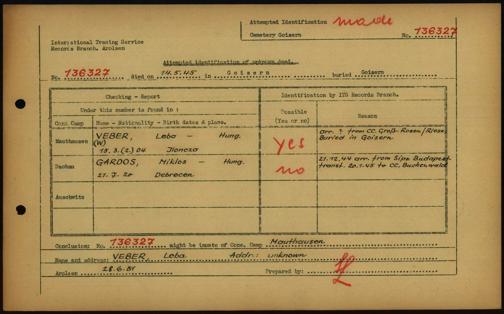 Attempted Identification made
Cemetery Goisern No. 136327
International Tracing Service
Records Branch, Arolsen
Attempted identification of unknown dead.
No. 136327 died on 14.5.45 in Goisern buried Goisern
Checking - Report
Identification by ITS Records Branch.
Under this number is found in :
Possible (Yes or no)
Reason
Conc Camp
Name - Nationality - Birth dates & place.
Mauthausen
VEBER, Leba - Hung.
(W)
15. 3. (2.) 04
yes
arr. ? from CC. Groß-Rosen/Riese,
Buried in Goisern
Dachau
GARDOS, Miklos - Hung.
21. 7. 20 Debrecen
no
21.12.44 arr. from Sipo Budapest
transf. 20.1.45 to CC. Buchenwald
Auschwitz
Conclusion: No. 136327 might be inmate of Conc. Camp Mauthausen
Name and address: VEBER, Leba. Addr.: unknown
Arolsen 28.6.51 Prepared by: